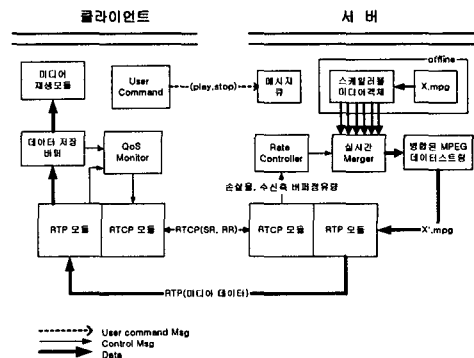 클라이언트
서 버
offline
미디어
재생모듈
User
Command
(play,stop)
메시지
큐
스케일러블
미디어객체
X.mpg
데이터 저장
버퍼
QoS
Monitor
Rate
Controller
실시간
Merger
병합된 MPEG
데이터스트림
손실율, 수신측 버퍼점유량
RTP 모듈
RTCP 모듈
RTCP(SR, RR)
RTCP 모듈
RTP 모듈
X'.mpg
RTP(미디어 데이터)
User command Msg
Control Msg
Data